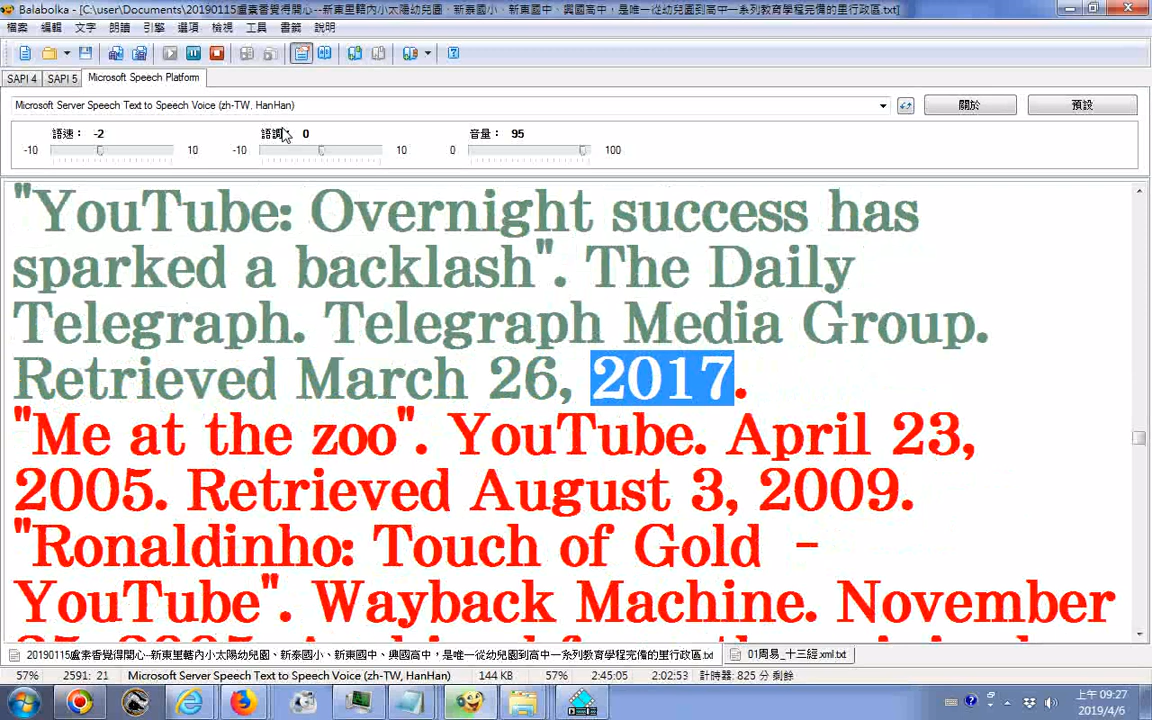 Balabolka - [C:\user\Documents\20190115盧素香覺得開心--新東里轄內小太陽幼兒園、新泰國小、新東國中、興國高中，是唯一從幼兒園到高中一系列教育學程完備的里行政區.txt]
檔案 編輯 文字 朗讀 引擎 選項 檢視 工具 書籤 說明
SAPI 4 SAPI 5 Microsoft Speech Platform
Microsoft Server Speech Text to Speech Voice (zh-TW, HanHan) 關於 預設
語速： -2 語調： 0 音量： 95
-10 10 -10 10 0 100
"YouTube: Overnight success has
sparked a backlash". The Daily
Telegraph. Telegraph Media Group.
Retrieved March 26, 2017.
"Me at the zoo". YouTube. April 23,
2005. Retrieved August 3, 2009.
"Ronaldinho: Touch of Gold -
YouTube". Wayback Machine. November
20190115盧素香覺得開心--新東里轄內小太陽幼兒園、新泰國小、新東國中、興國高中，是唯一從幼兒園到高中一系列教育學程完備的里行政區.txt 01周易_十三經.xml.txt
57% 2591: 21 Microsoft Server Speech Text to Speech Voice (zh-TW, HanHan) 144 KB 57% 2:45:05 2:02:53 計時器: 825 分 剩餘
上午 09:27
2019/4/6